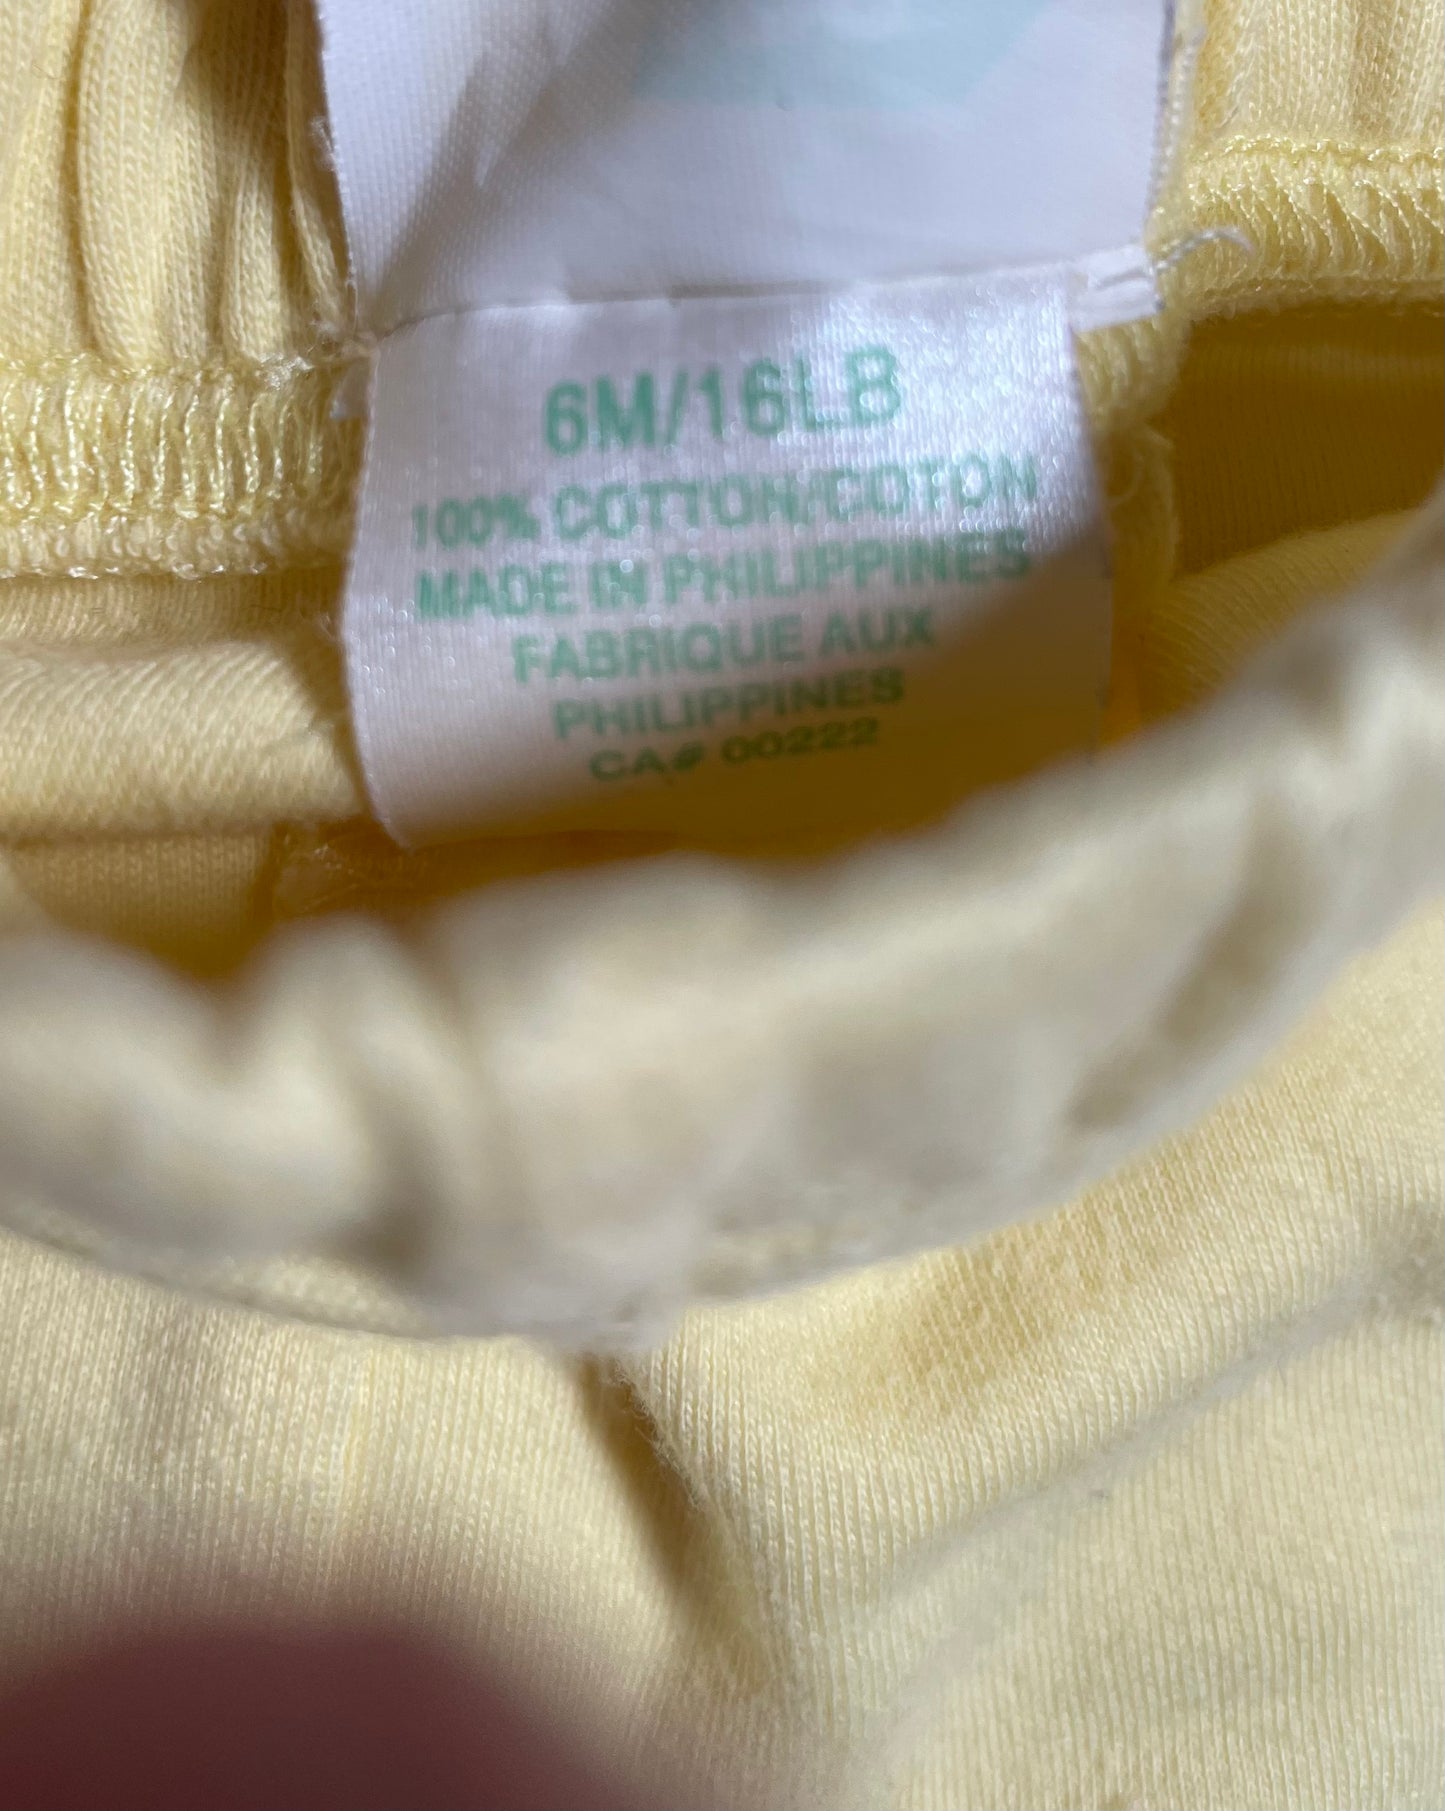 6M/16LB
100% COTTON/COTON
MADE IN PHILIPPINES
FABRIQUE AUX
PHILIPPINES
CA# 00222